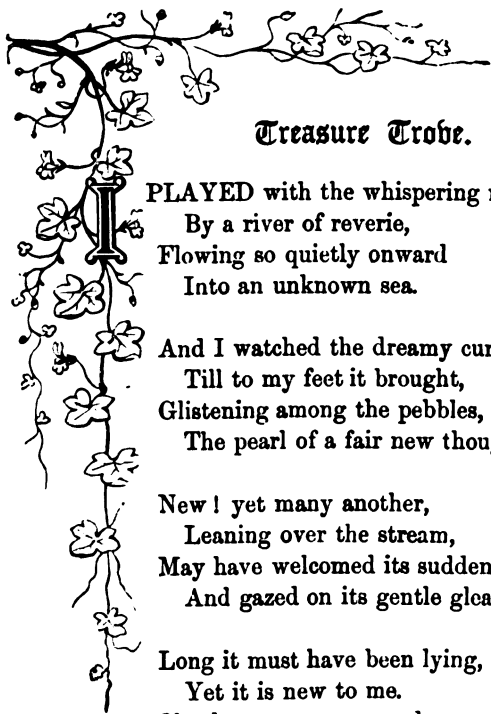 Treasure Trove.
I PLAYED with the whispering
By a river of reverie,
Flowing so quietly onward
Into an unknown sea.
And I watched the dreamy
Till to my feet it brought,
Glistening among the pebbles,
The pearl of a fair new
New! yet many another,
Leaning over the stream,
May have welcomed its sudden
And gazed on its gentle
Long it must have been lying,
Yet it is new to me.